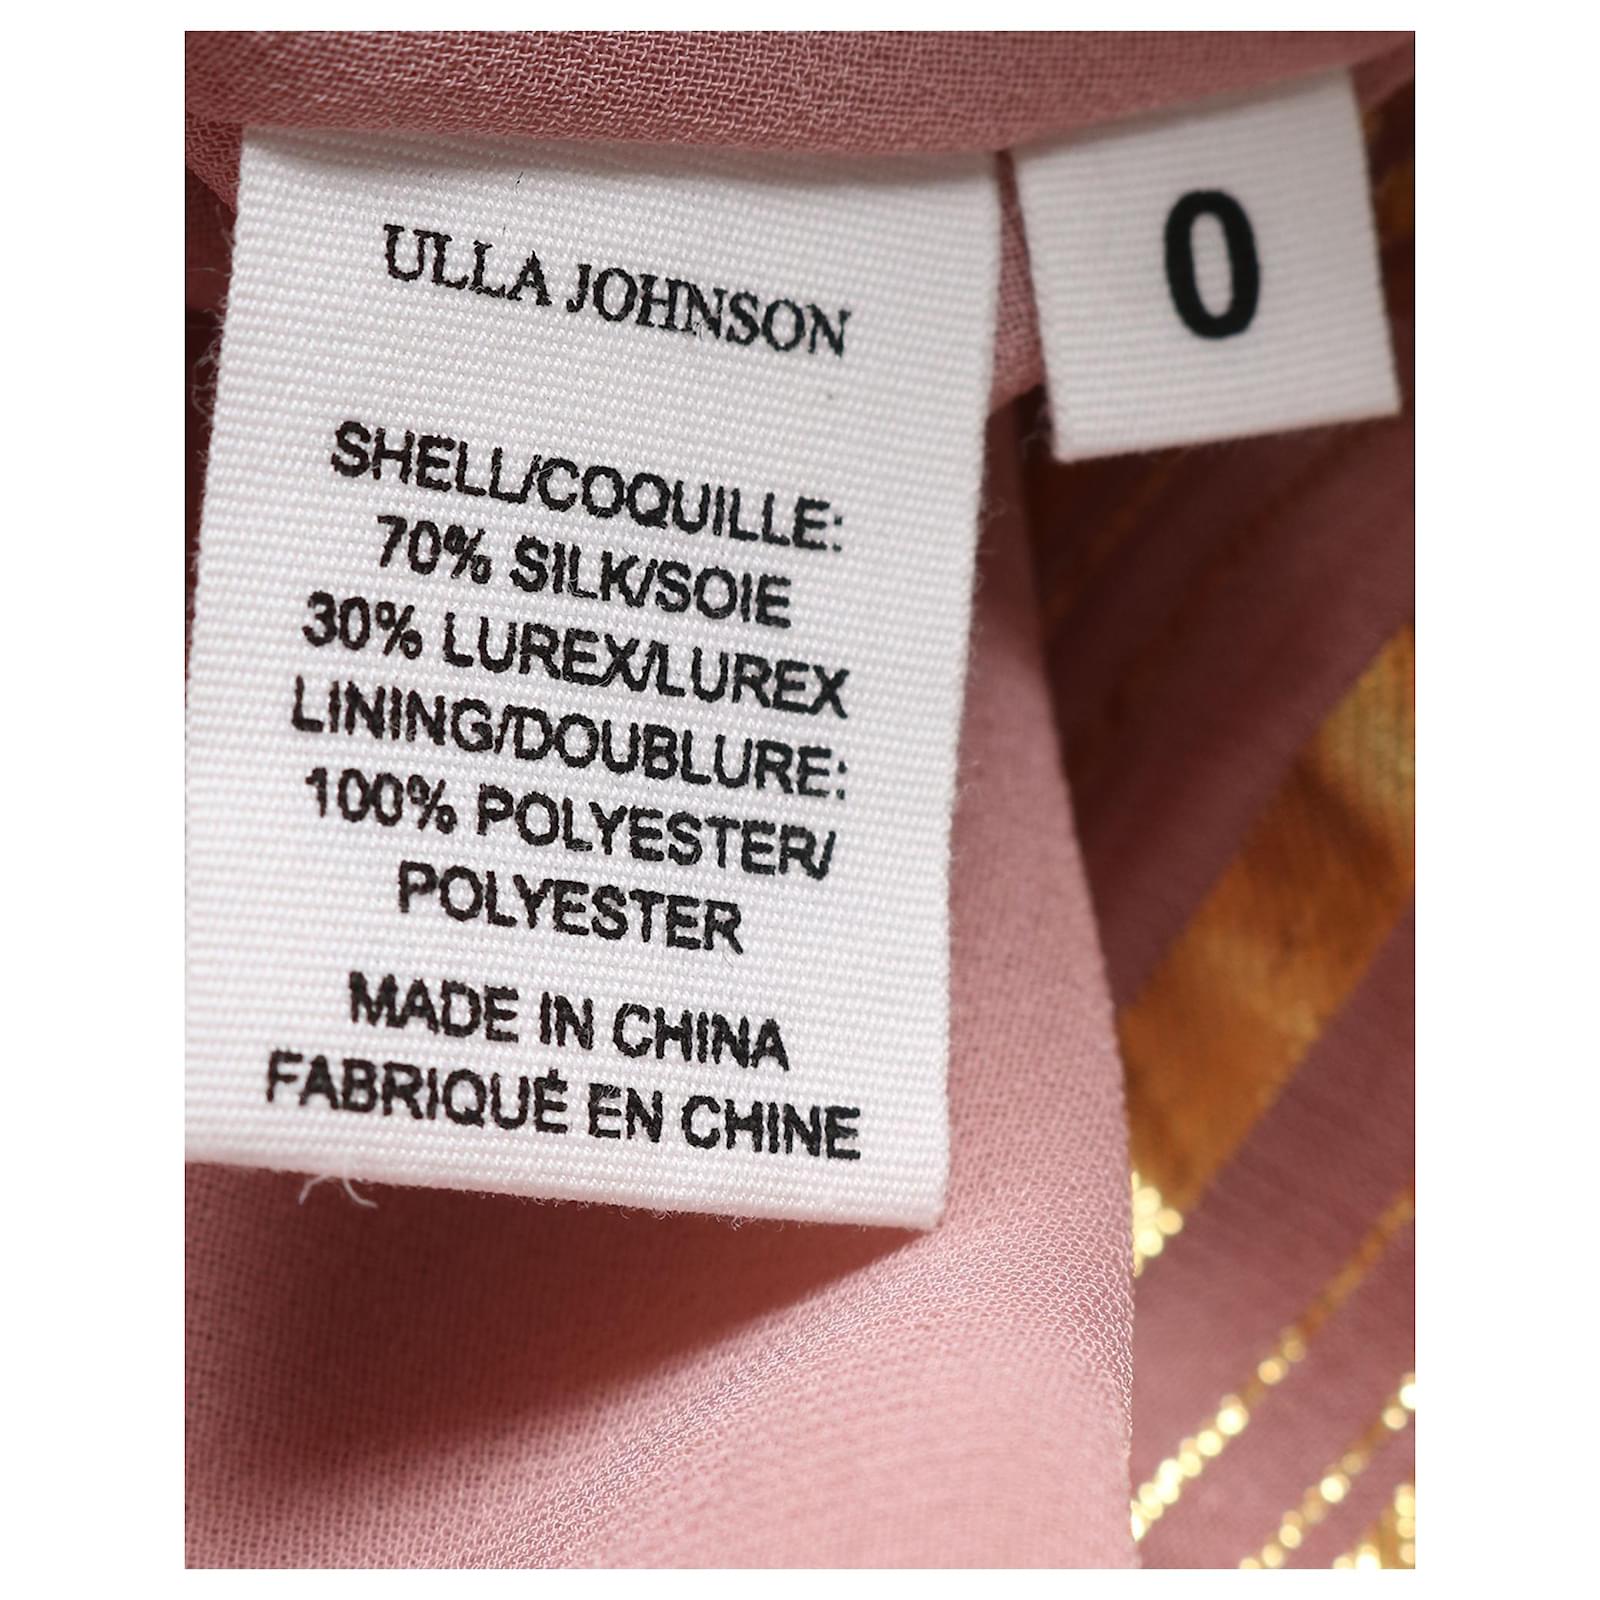 ULLA JOHNSON
0
SHELL/COQUILLE:
70% SILK/SOIE
30% LUREX/LUREX
LINING/DOUBLURE:
100% POLYESTER/
POLYESTER
MADE IN CHINA
FABRIQUÉ EN CHINE